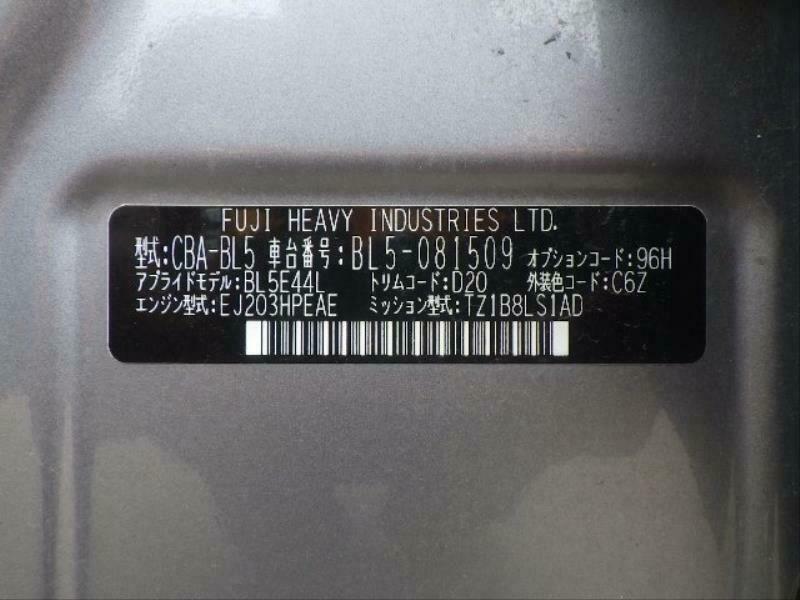 FUJI HEAVY INDUSTRIES LTD.
型式:CBA-BL5 車台番号:BL5-081509 オプションコード:96H
アプライドモデル:BL5E44L トリムコード:D20 外装色コード:C6Z
エンジン型式:EJ203HPEAE ミッション型式:TZ1B8LS1AD